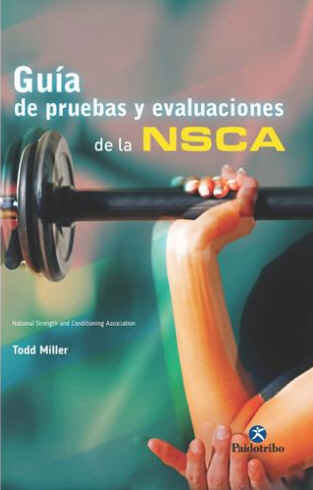 Guía
de pruebas y evaluaciones
de la NSCA
National Strength and Conditioning Association
Todd Miller
Paidotribo